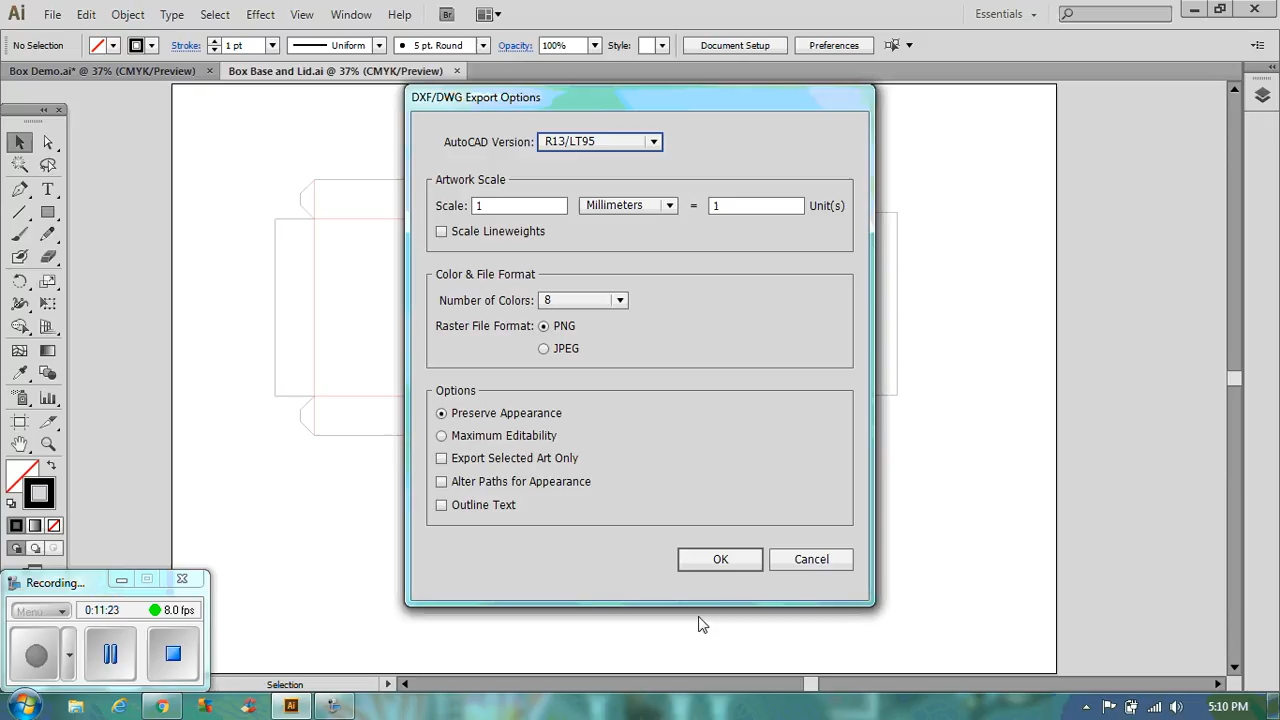 Ai File Edit Object Type Select Effect View Window Help Br Essentials
No Selection Stroke: 1 pt Uniform 5 pt. Round Opacity: 100% Style: Document Setup Preferences
Box Demo.ai* @ 37% (CMYK/Preview) × Box Base and Lid.ai @ 37% (CMYK/Preview) ×
DXF/DWG Export Options
AutoCAD Version: R13/LT95
Artwork Scale
Scale: 1 Millimeters = 1 Unit(s)
Scale Lineweights
Color & File Format
Number of Colors: 8
Raster File Format: PNG
JPEG
Options
Preserve Appearance
Maximum Editability
Export Selected Art Only
Alter Paths for Appearance
Outline Text
OK Cancel
Recording...
Menu 0:11:23 8.0 fps
Selection
Ai 5:10 PM